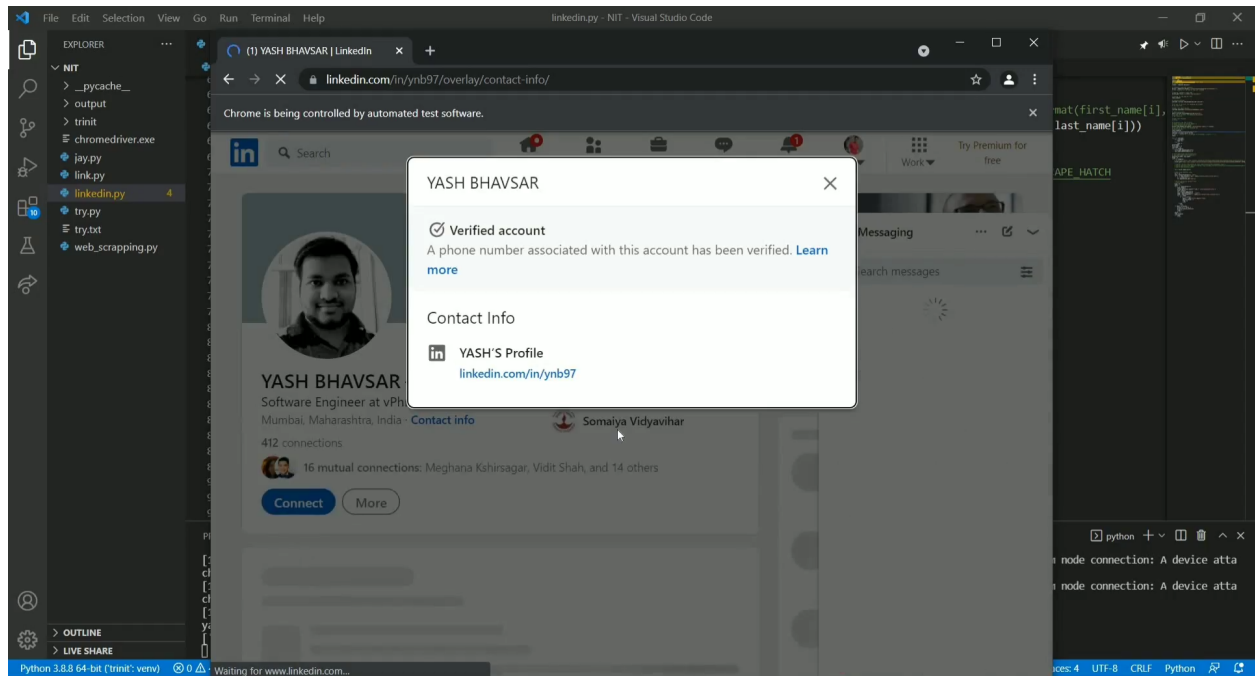 File Edit Selection View Go Run Terminal Help
linkedin.py - NIT - Visual Studio Code
EXPLORER
NIT
__pycache__
output
trinit
chromedriver.exe
jay.py
link.py
linkedin.py 4
try.py
try.txt
web_scrapping.py
OUTLINE
LIVE SHARE
10
(1) YASH BHAVSAR | LinkedIn
linkedin.com/in/ynb97/overlay/contact-info/
Chrome is being controlled by automated test software.
in Search
Work
Try Premium for
free
YASH BHAVSAR
Verified account
A phone number associated with this account has been verified. Learn
more
Contact Info
in YASH'S Profile
linkedin.com/in/ynb97
Messaging
earch messages
YASH BHAVSAR
Software Engineer at vPh
Mumbai, Maharashtra, India · Contact info
Somaiya Vidyavihar
412 connections
16 mutual connections: Meghana Kshirsagar, Vidit Shah, and 14 others
Connect More
mat(first_name[i],
last_name[i]))
APE_HATCH
python
node connection: A device atta
node connection: A device atta
Python 3.8.8 64-bit ('trinit': venv) 0
Waiting for www.linkedin.com...
aces: 4 UTF-8 CRLF Python